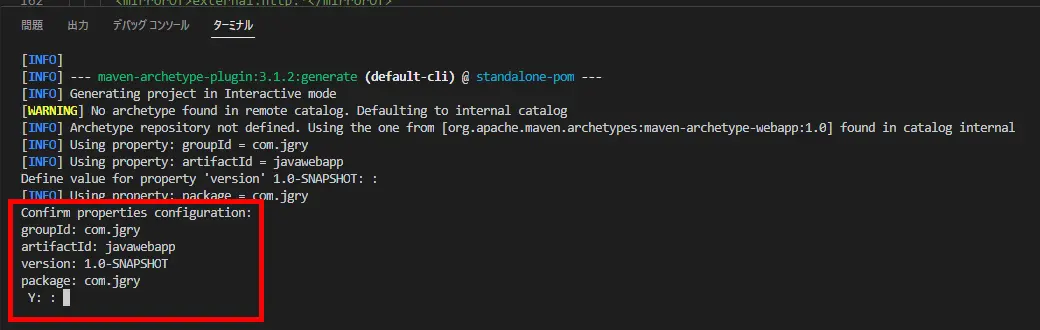 162 <mirrorOf>external:http:*</mirrorOf>
問題 出力 デバッグ コンソール ターミナル
[INFO]
[INFO] --- maven-archetype-plugin:3.1.2:generate (default-cli) @ standalone-pom ---
[INFO] Generating project in Interactive mode
[WARNING] No archetype found in remote catalog. Defaulting to internal catalog
[INFO] Archetype repository not defined. Using the one from [org.apache.maven.archetypes:maven-archetype-webapp:1.0] found in catalog internal
[INFO] Using property: groupId = com.jgry
[INFO] Using property: artifactId = javawebapp
Define value for property 'version' 1.0-SNAPSHOT: :
[INFO] Using property: package = com.jgry
Confirm properties configuration:
groupId: com.jgry
artifactId: javawebapp
version: 1.0-SNAPSHOT
package: com.jgry
Y: :